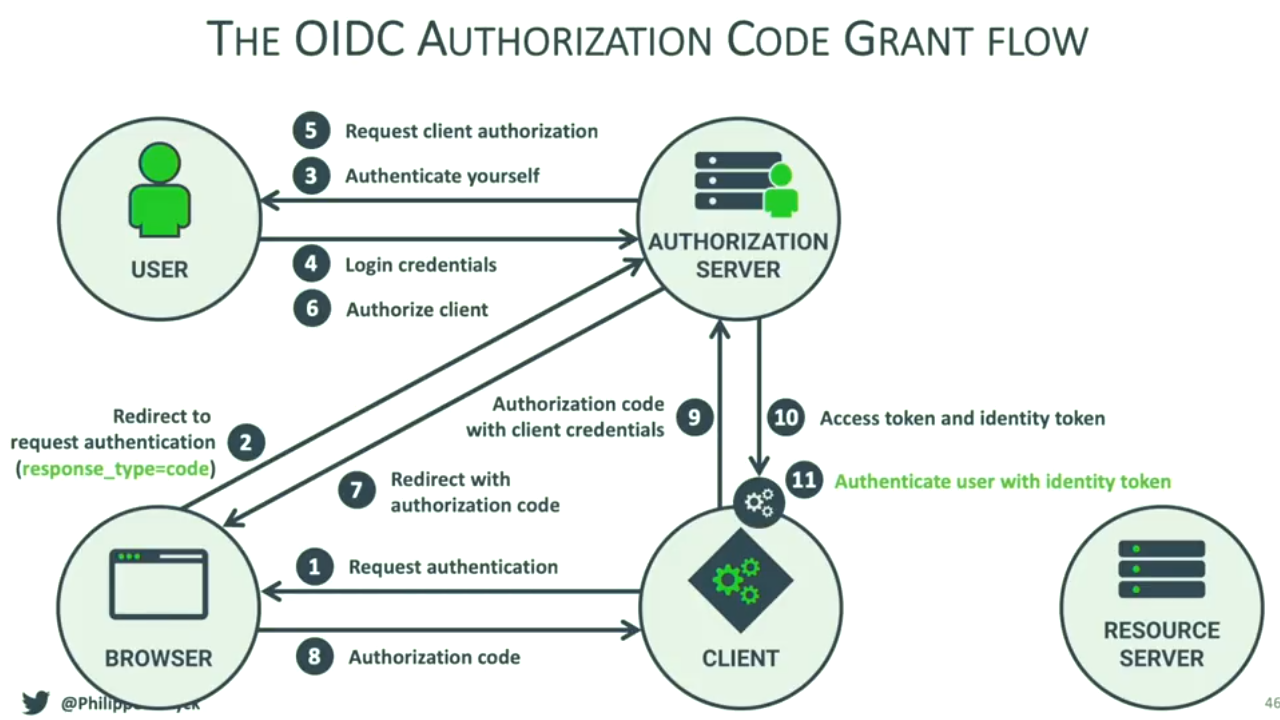 THE OIDC AUTHORIZATION CODE GRANT FLOW
5 Request client authorization
3 Authenticate yourself
USER
AUTHORIZATION
SERVER
4 Login credentials
6 Authorize client
Redirect to
request authentication
(response_type=code)
2
Authorization code
with client credentials
9
10 Access token and identity token
7 Redirect with
authorization code
11 Authenticate user with identity token
1 Request authentication
BROWSER
8 Authorization code
CLIENT
RESOURCE
SERVER
46